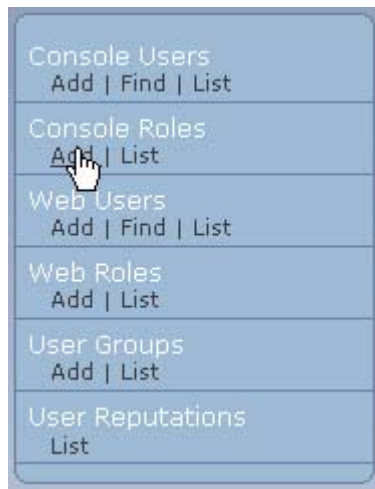 Console Users
Add | Find | List
Console Roles
Add | List
Web Users
Add | Find | List
Web Roles
Add | List
User Groups
Add | List
User Reputations
List